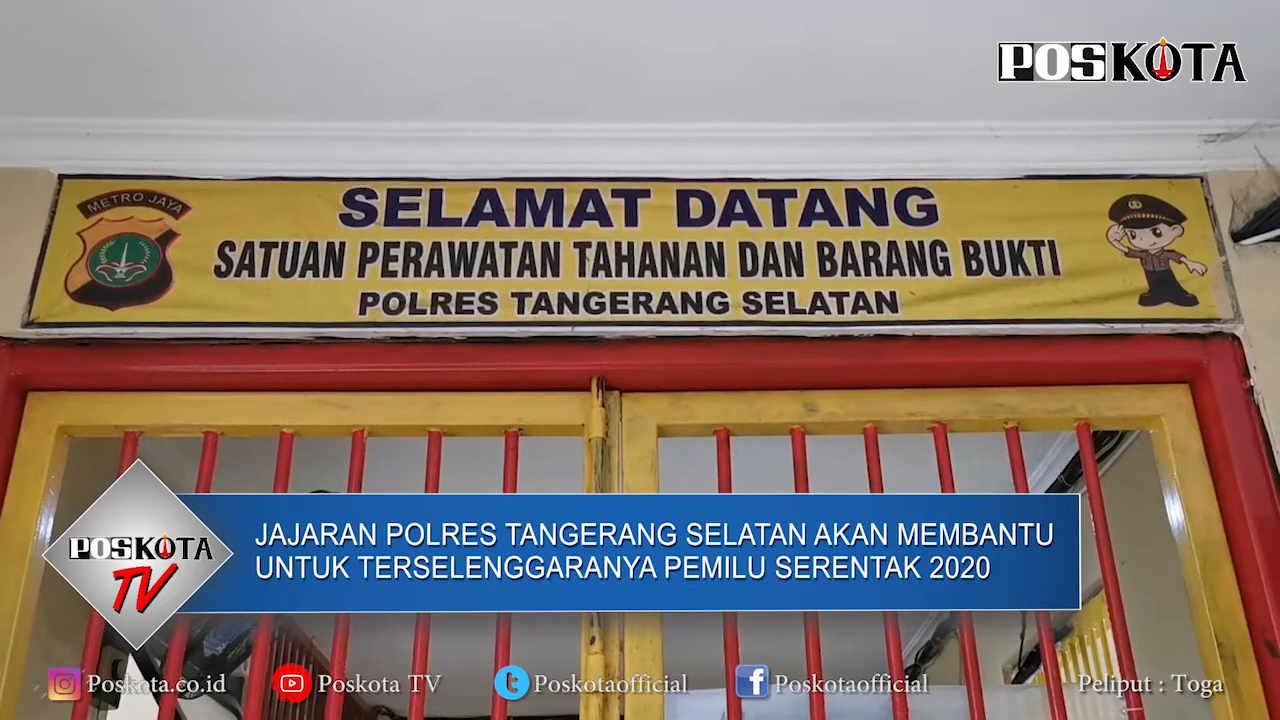 POSKOTA
METRO JAYA
SELAMAT DATANG
SATUAN PERAWATAN TAHANAN DAN BARANG BUKTI
POLRES TANGERANG SELATAN
POSKOTA
TV
JAJARAN POLRES TANGERANG SELATAN AKAN MEMBANTU
UNTUK TERSELENGGARANYA PEMILU SERENTAK 2020
Poskota.co.id
Poskota TV
Poskotaofficial
Poskotaofficial
Peliput : Toga